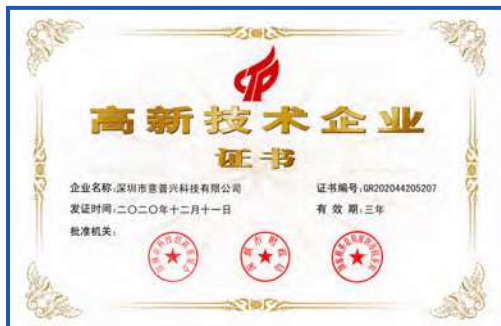 高新技术企业
证书
企业名称:深圳市意普兴科技有限公司
证书编号:GR202044205207
发证时间:二〇二〇年十二月十一日
有 效 期:三年
批准机关: